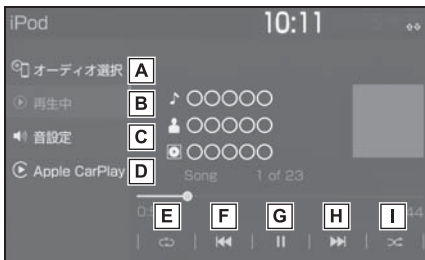 iPod 10:11
オーディオ選択 A
再生中 B
音設定 C
Apple CarPlay D
○○○○○
○○○○○
○○○○○
Song 1 of 23
E F G H I